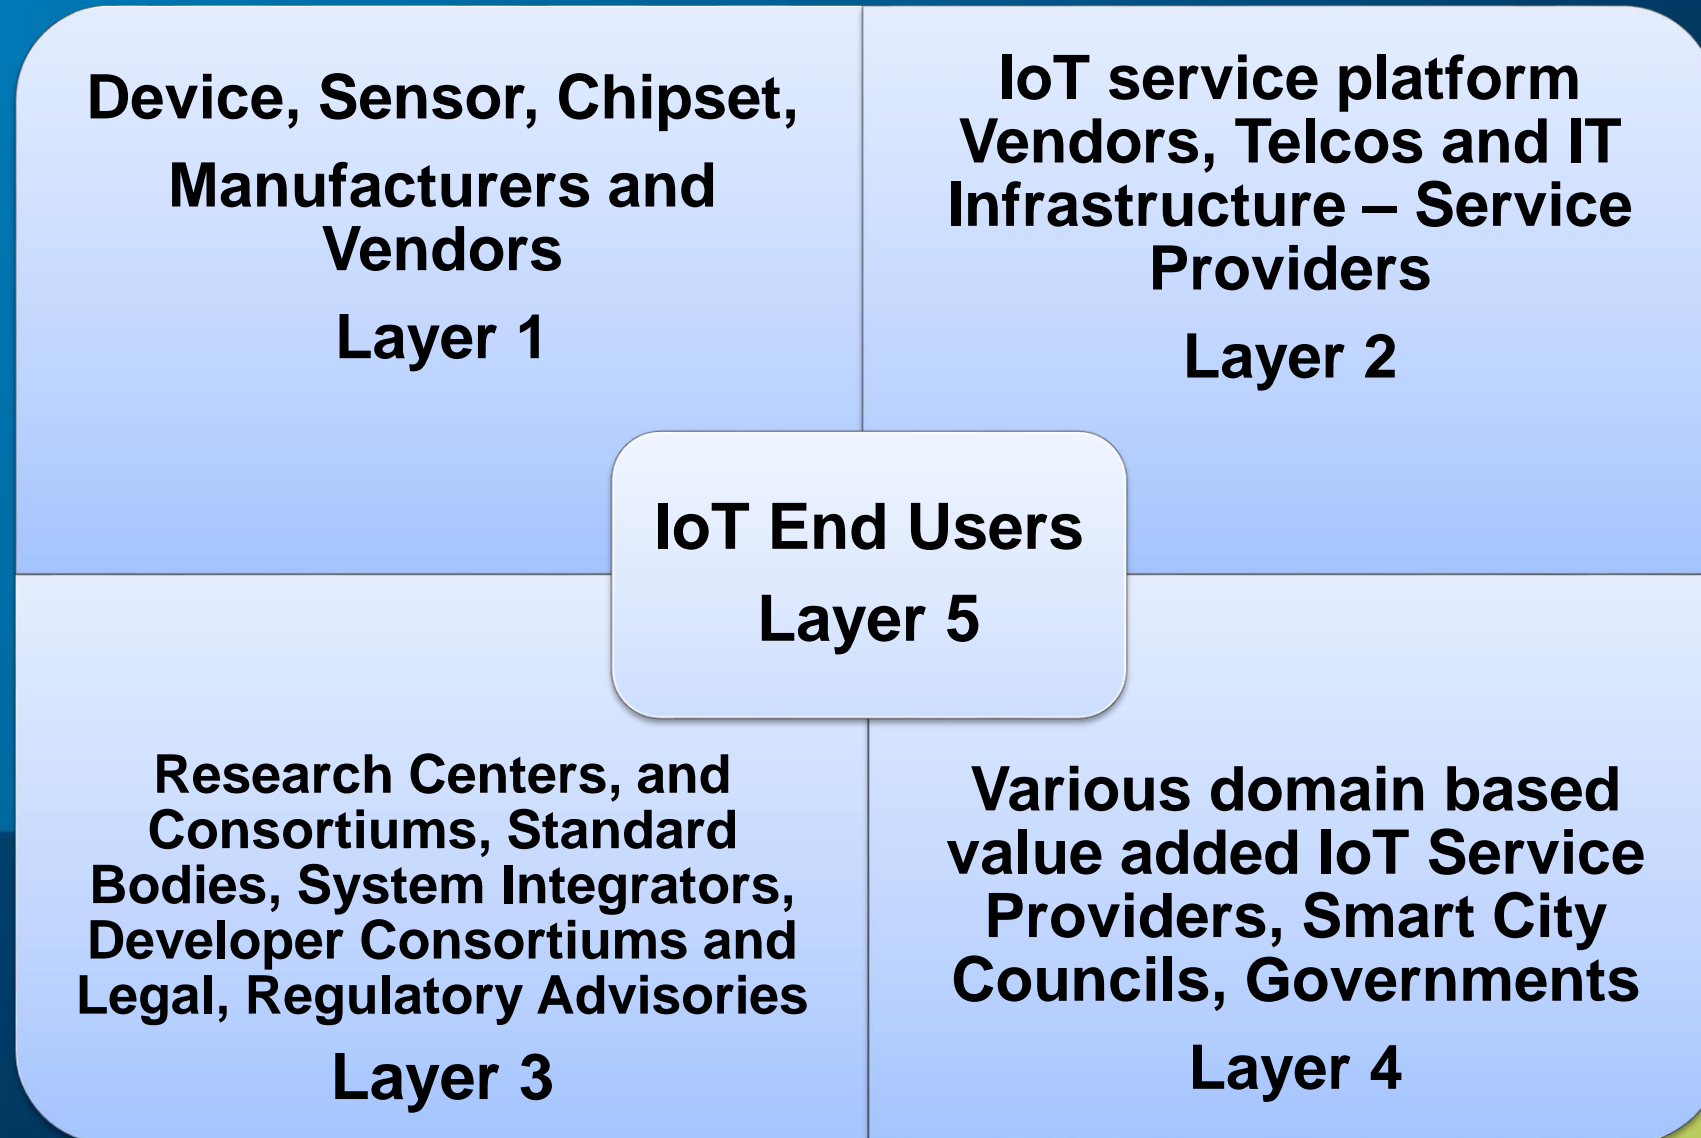 Device, Sensor, Chipset,
Manufacturers and
Vendors
Layer 1
IoT service platform
Vendors, Telcos and IT
Infrastructure – Service
Providers
Layer 2
IoT End Users
Layer 5
Research Centers, and
Consortiums, Standard
Bodies, System Integrators,
Developer Consortiums and
Legal, Regulatory Advisories
Layer 3
Various domain based
value added IoT Service
Providers, Smart City
Councils, Governments
Layer 4